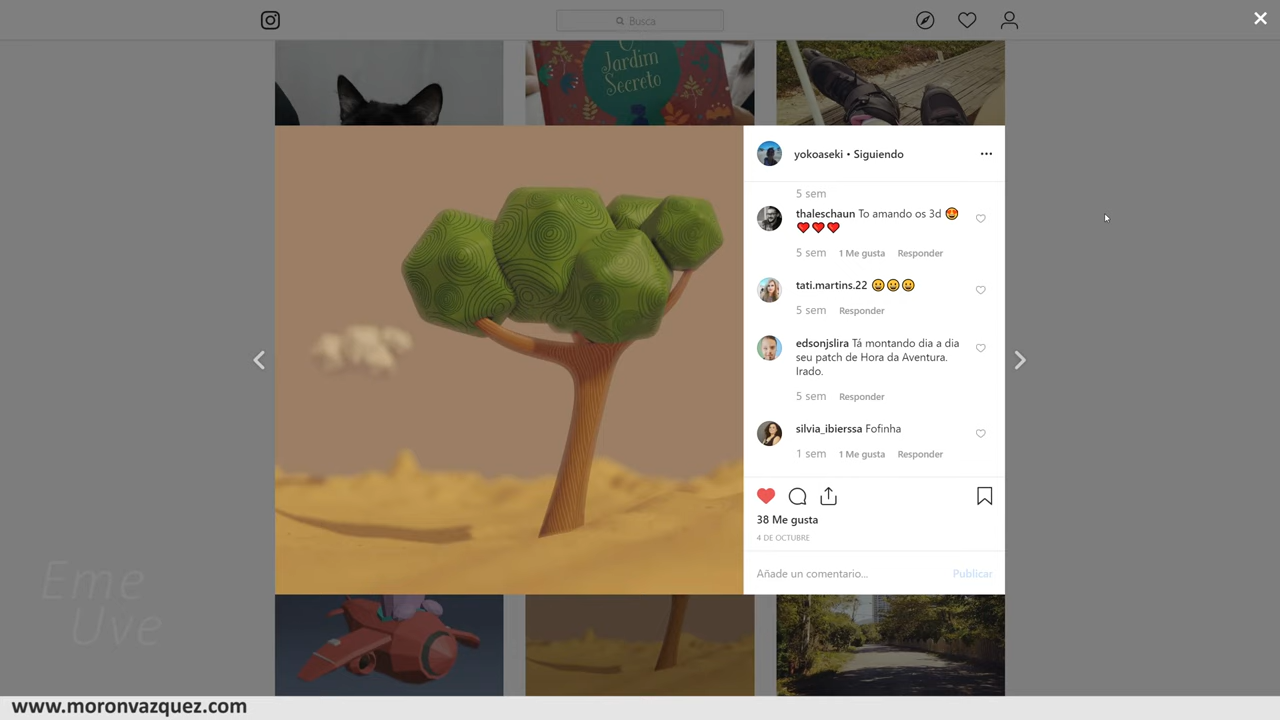 Busca
O
Jardim
Secreto
yokoaseki • Siguiendo
5 sem
thaleschaun To amando os 3d 😍
❤❤❤
5 sem 1 Me gusta Responder
tati.martins.22 😀😀😀
5 sem Responder
edsonjslira Tá montando dia a dia
seu patch de Hora da Aventura.
Irado.
5 sem Responder
silvia_ibierssa Fofinha
1 sem 1 Me gusta Responder
38 Me gusta
4 DE OCTUBRE
Añade un comentario... Publicar
Eme
Uve
www.moronvazquez.com